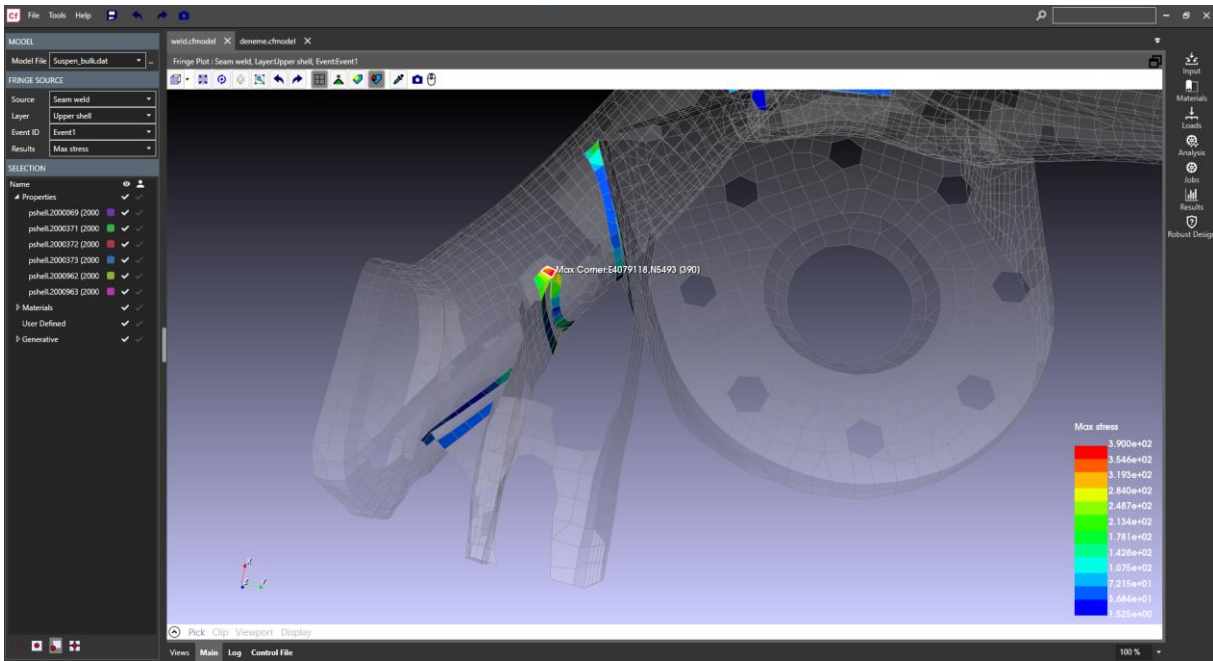 Cf File Tools Help
MODEL
weld.cfmodel X deneme.cfmodel X
Model File Suspen_bulk.dat ...
Fringe Plot : Seam weld, Layer:Upper shell, Event:Event1
FRINGE SOURCE
Source Seam weld
Layer Upper shell
Event ID Event1
Results Max stress
SELECTION
Name
Properties
pshell.2000069 (2000
pshell.2000371 (2000
pshell.2000372 (2000
pshell.2000373 (2000
pshell.2000962 (2000
pshell.2000963 (2000
Materials
User Defined
Generative
Max Corner:E4079118,N5493 (390)
Max stress
3.900e+02
3.546e+02
3.193e+02
2.840e+02
2.487e+02
2.134e+02
1.781e+02
1.428e+02
1.075e+02
7.215e+01
3.684e+01
1.525e+00
Input
Materials
Loads
Analysis
Jobs
Results
Robust Design
Pick Clip Viewport Display
Views Main Log Control File
100 %